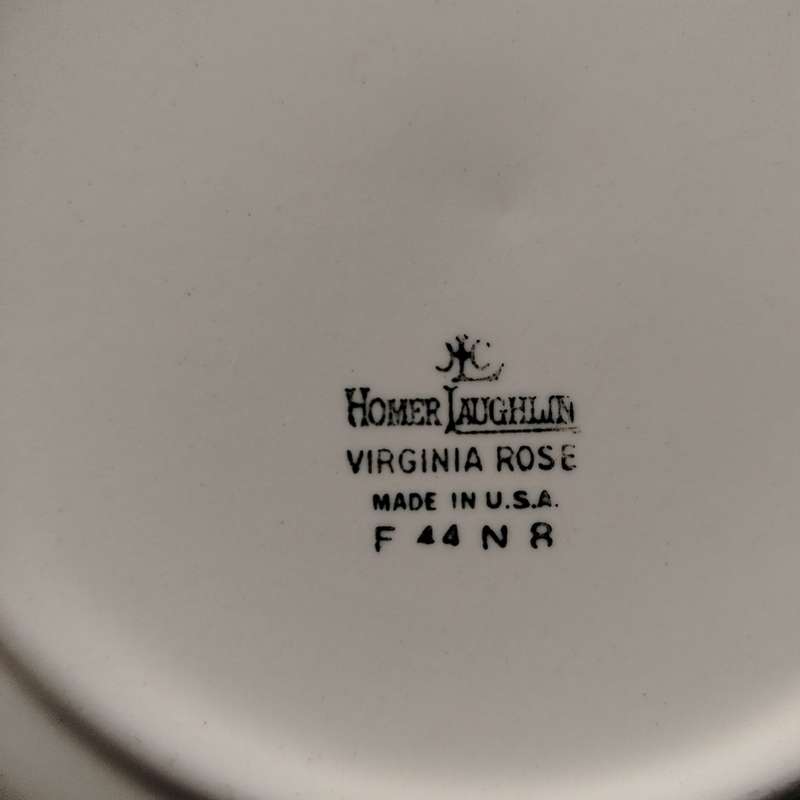 HLC
HOMER LAUGHLIN
VIRGINIA ROSE
MADE IN U.S.A.
F 44 N 8